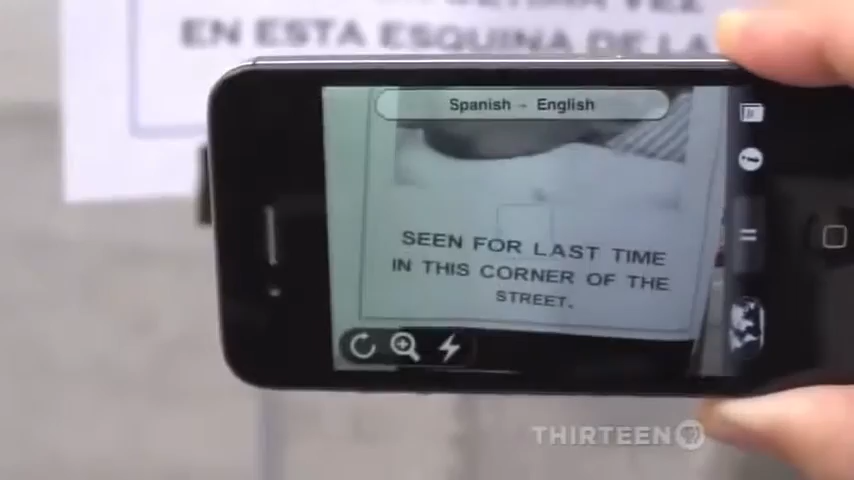 EN ESTA ESQUINA DE LA
Spanish - English
SEEN FOR LAST TIME
IN THIS CORNER OF THE
STREET.
THIRTEEN